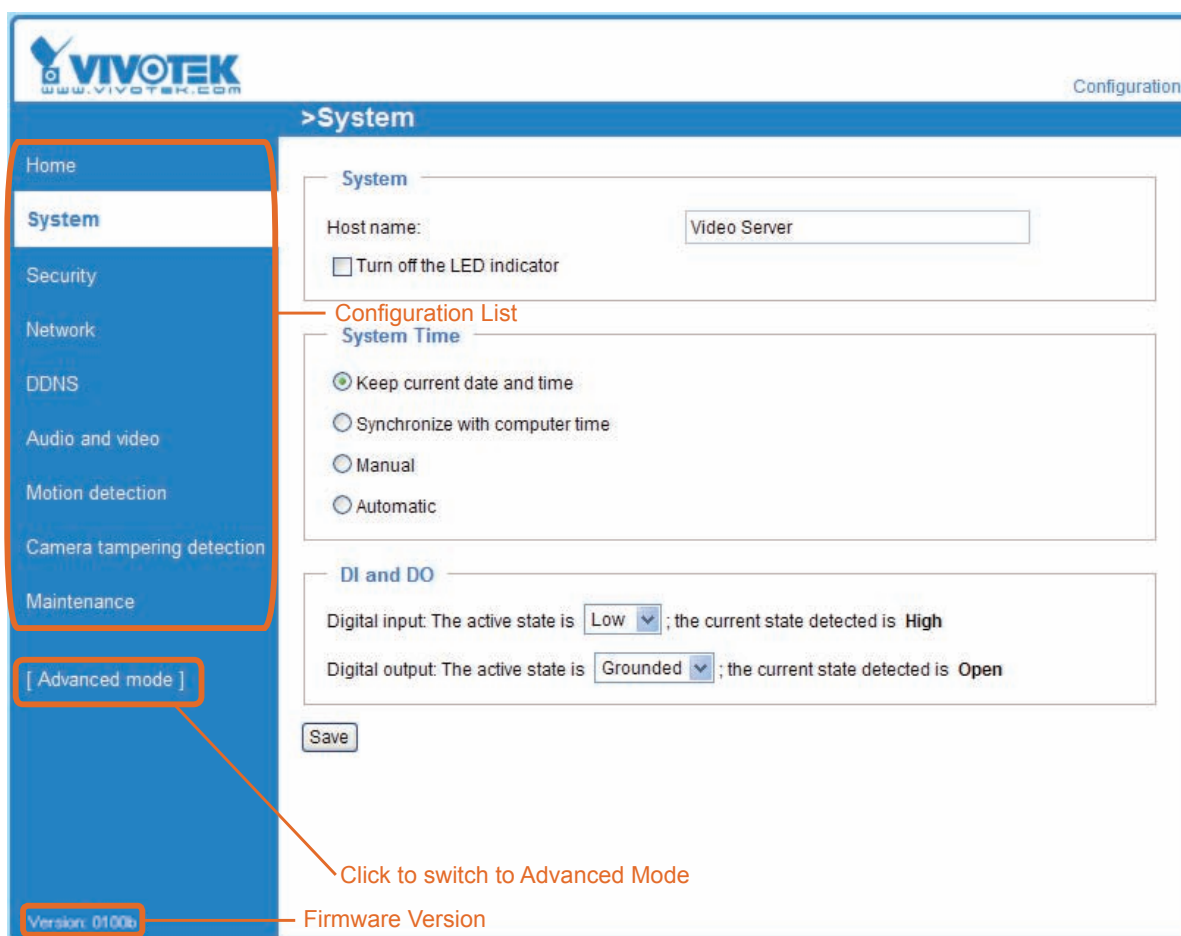 VIVOTEK
www.vivotek.com
Configuration
>System
Home
System
Security
Network
DDNS
Audio and video
Motion detection
Camera tampering detection
Maintenance
[ Advanced mode ]
Version: 0100b
System
Host name: Video Server
Turn off the LED indicator
Configuration List
System Time
Keep current date and time
Synchronize with computer time
Manual
Automatic
DI and DO
Digital input: The active state is Low ; the current state detected is High
Digital output: The active state is Grounded ; the current state detected is Open
Save
Click to switch to Advanced Mode
Firmware Version